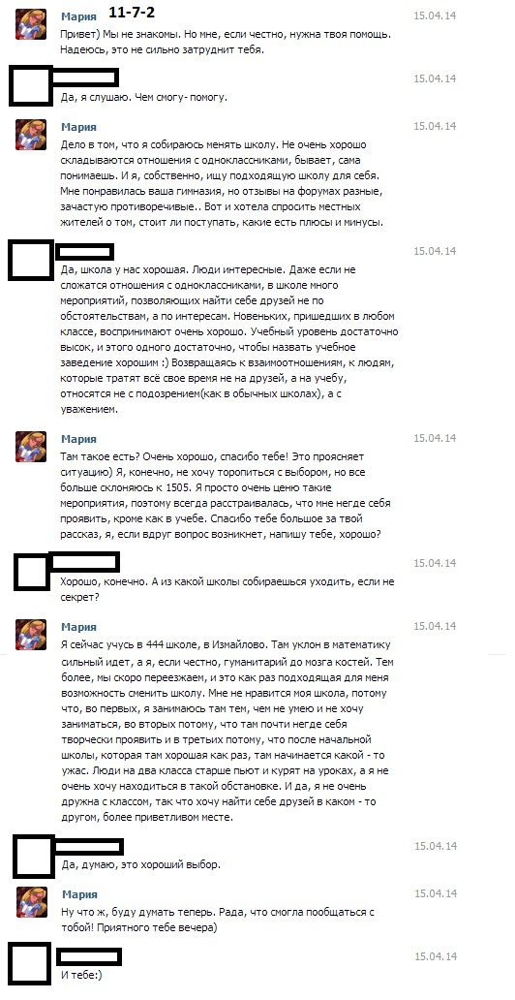 Мария 11-7-2 15.04.14
Привет) Мы не знакомы. Но мне, если честно, нужна твоя помощь.
Надеюсь, это не сильно затруднит тебя.
15.04.14
Да, я слушаю. Чем смогу- помогу.
Мария 15.04.14
Дело в том, что я собираюсь менять школу. Не очень хорошо
складываются отношения с одноклассниками, бывает, сама
понимаешь. И я, собственно, ищу подходящую школу для себя.
Мне понравилась ваша гимназия, но отзывы на форумах разные,
зачастую противоречивые.. Вот и хотела спросить местных
жителей о том, стоит ли поступать, какие есть плюсы и минусы.
15.04.14
Да, школа у нас хорошая. Люди интересные. Даже если не
сложатся отношения с одноклассниками, в школе много
мероприятий, позволяющих найти себе друзей не по
обстоятельствам, а по интересам. Новеньких, пришедших в любом
классе, воспринимают очень хорошо. Учебный уровень достаточно
высок, и этого одного достаточно, чтобы назвать учебное
заведение хорошим :) Возвращаясь к взаимоотношениям, к людям,
которые тратят всё свое время не на друзей, а на учебу,
относятся не с подозрением(как в обычных школах), а с
уважением.
Мария 15.04.14
Там такое есть? Очень хорошо, спасибо тебе! Это проясняет
ситуацию) Я, конечно, не хочу торопиться с выбором, но все
больше склоняюсь к 1505. Я просто очень ценю такие
мероприятия, поэтому всегда расстраивалась, что мне негде себя
проявить, кроме как в учебе. Спасибо тебе большое за твой
рассказ, я, если вдруг вопрос возникнет, напишу тебе, хорошо?
15.04.14
Хорошо, конечно. А из какой школы собираешься уходить, если не
секрет?
Мария 15.04.14
Я сейчас учусь в 444 школе, в Измайлово. Там уклон в математику
сильный идет, а я, если честно, гуманитарий до мозга костей. Тем
более, мы скоро переезжаем, и это как раз подходящая для меня
возможность сменить школу. Мне не нравится моя школа, потому
что, во первых, я занимаюсь там тем, чем не умею и не хочу
заниматься, во вторых потому, что там почти негде себя
творчески проявить и в третьих потому, что после начальной
школы, которая там хорошая как раз, там начинается какой - то
ужас. Люди на два класса старше пьют и курят на уроках, а я не
очень хочу находиться в такой обстановке. И да, я не очень
дружна с классом, так что хочу найти себе друзей в каком - то
другом, более приветливом месте.
15.04.14
Да, думаю, это хороший выбор.
Мария 15.04.14
Ну что ж, буду думать теперь. Рада, что смогла пообщаться с
тобой! Приятного тебе вечера)
15.04.14
И тебе:)